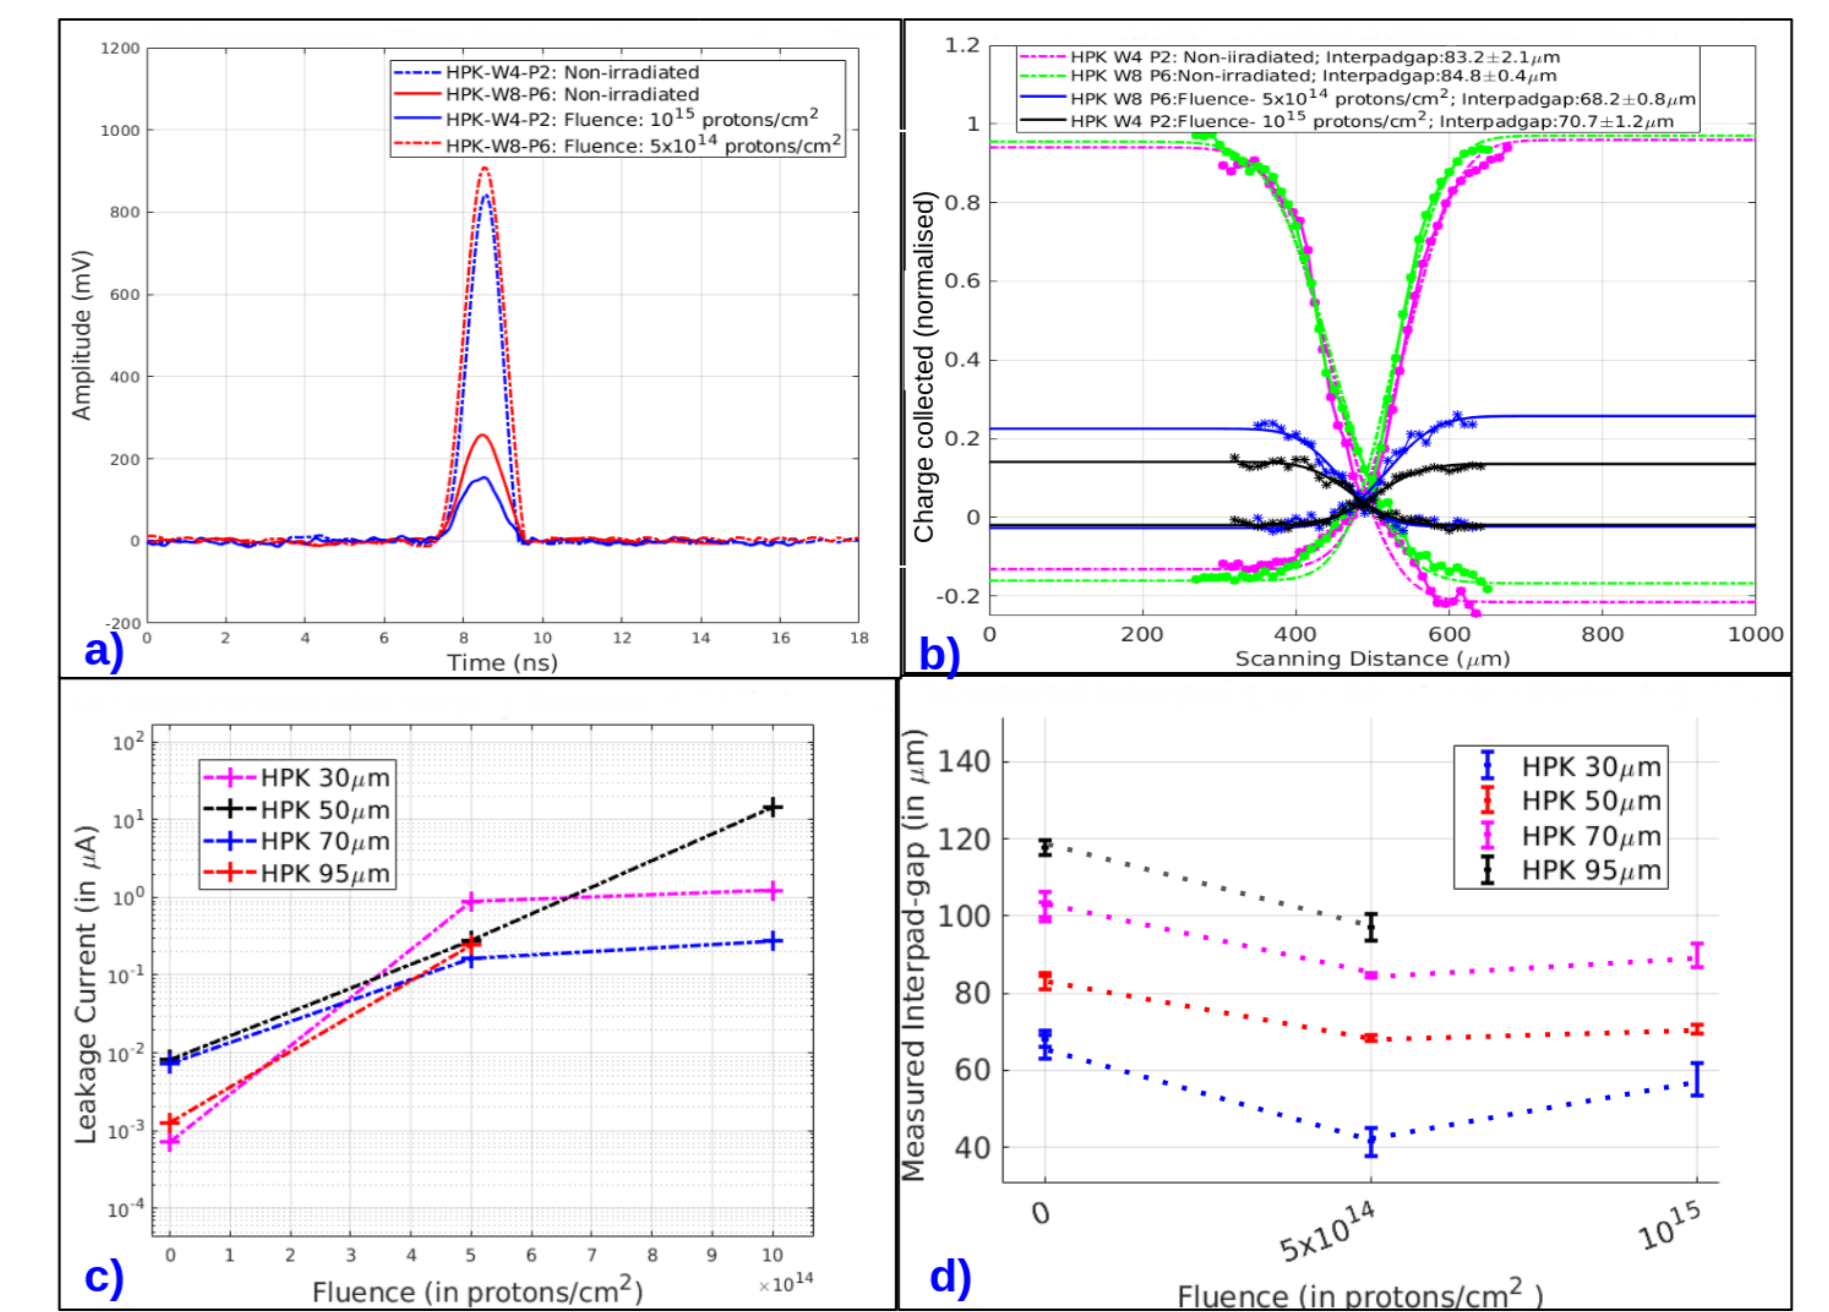 1200
1000
800
600
400
200
0
-200
Amplitude (mV)
HPK-W4-P2: Non-irradiated
HPK-W8-P6: Non-irradiated
HPK-W4-P2: Fluence: 10^15 protons/cm^2
HPK-W8-P6: Fluence: 5x10^14 protons/cm^2
0 2 4 6 8 10 12 14 16 18
Time (ns)
a)
1.2
1
0.8
0.6
0.4
0.2
0
-0.2
Charge collected (normalised)
HPK W4 P2: Non-iirradiated; Interpadgap:83.2±2.1μm
HPK W8 P6:Non-iirradiated; Interpadgap:84.8±0.4μm
HPK W8 P6:Fluence- 5x10^14 protons/cm^2; Interpadgap:68.2±0.8μm
HPK W4 P2:Fluence- 10^15 protons/cm^2; Interpadgap:70.7±1.2μm
0 200 400 600 800 1000
Scanning Distance (μm)
b)
10^2
10^1
10^0
10^-1
10^-2
10^-3
10^-4
Leakage Current (in μA)
HPK 30μm
HPK 50μm
HPK 70μm
HPK 95μm
0 1 2 3 4 5 6 7 8 9 10
×10^14
Fluence (in protons/cm^2)
c)
140
120
100
80
60
40
Measured Interpad-gap (in μm)
HPK 30μm
HPK 50μm
HPK 70μm
HPK 95μm
0 5x10^14 10^15
Fluence (in protons/cm^2 )
d)